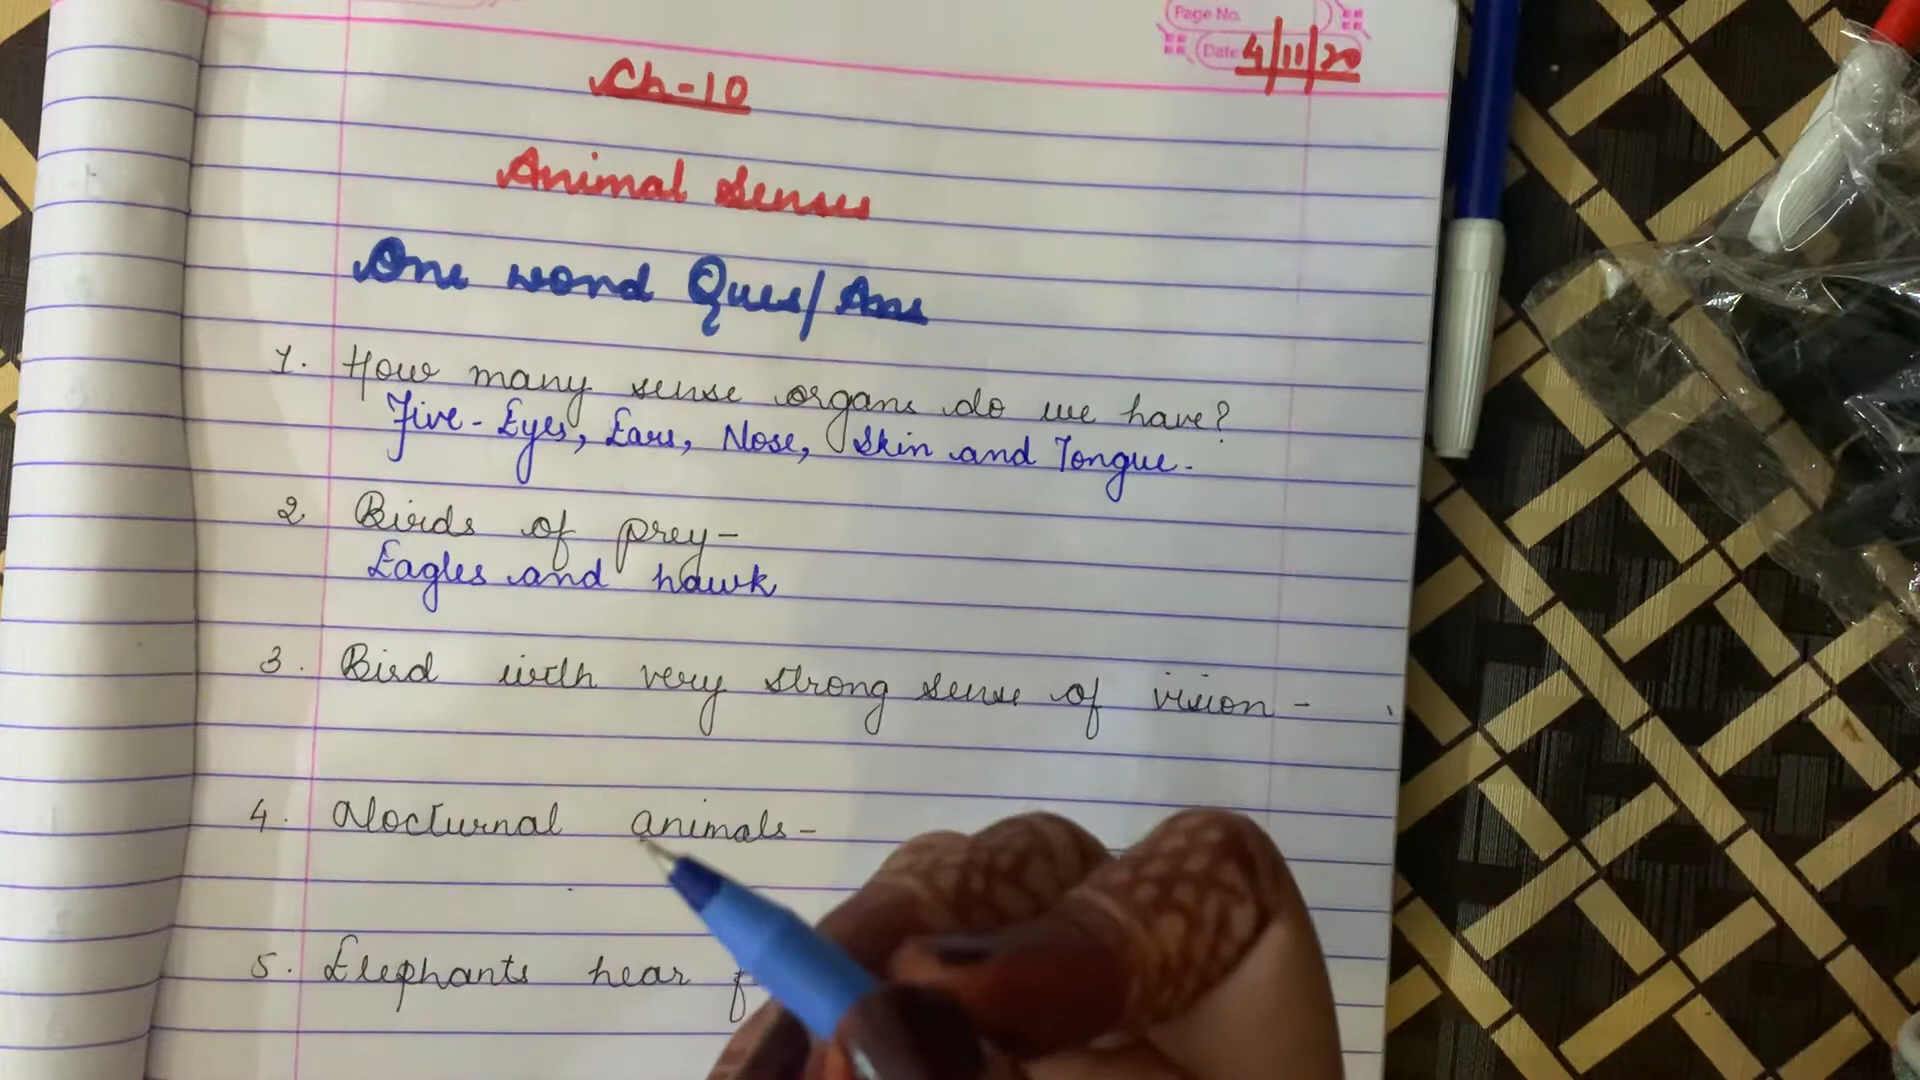 Page No.
Date 4/11/20
Ch-10
Animal Senses
One word Ques/Ans
1. How many sense organs do we have?
Five - Eyes, Ears, Nose, Skin and Tongue.
2 Birds of prey-
Eagles and hawk
3. Bird with very strong sense of vision -
4. Nocturnal animals-
5. Elephants hear